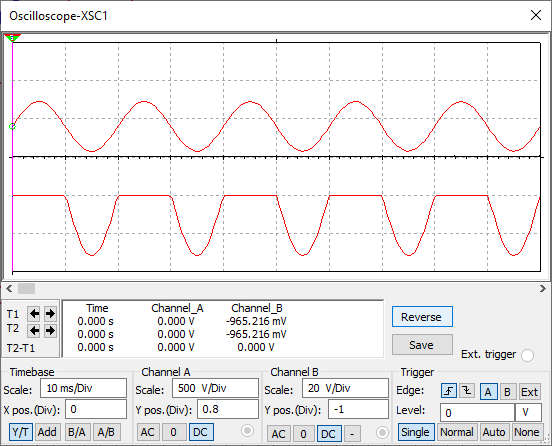 Oscilloscope-XSC1
T1
T2
T2-T1
Time Channel_A Channel_B
0.000 s 0.000 V -965.216 mV
0.000 s 0.000 V -965.216 mV
0.000 s 0.000 V 0.000 V
Reverse
Save
Ext. trigger
Timebase
Scale: 10 ms/Div
X pos.(Div): 0
Y/T Add B/A A/B
Channel A
Scale: 500 V/Div
Y pos.(Div): 0.8
AC 0 DC
Channel B
Scale: 20 V/Div
Y pos.(Div): -1
AC 0 DC -
Trigger
Edge: A B Ext
Level: 0 V
Single Normal Auto None